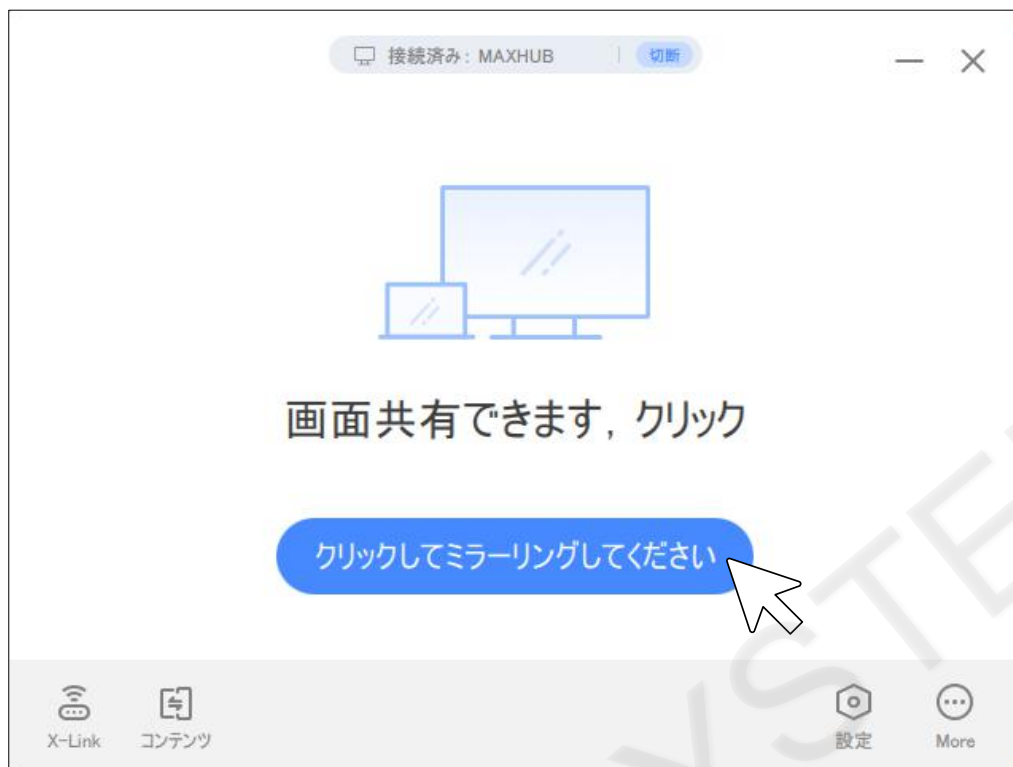 接続済み: MAXHUB
切断
画面共有できます, クリック
クリックしてミラーリングしてください
X-Link
コンテンツ
設定
More
YSTE